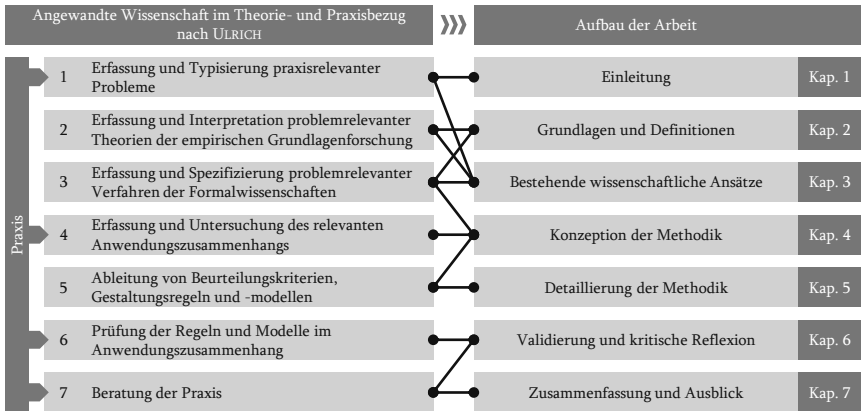 Angewandte Wissenschaft im Theorie- und Praxisbezug
nach ULRICH
Aufbau der Arbeit
Praxis
1
Erfassung und Typisierung praxisrelevanter
Probleme
Einleitung
Kap. 1
2
Erfassung und Interpretation problemrelevanter
Theorien der empirischen Grundlagenforschung
Grundlagen und Definitionen
Kap. 2
3
Erfassung und Spezifizierung problemrelevanter
Verfahren der Formalwissenschaften
Bestehende wissenschaftliche Ansätze
Kap. 3
4
Erfassung und Untersuchung des relevanten
Anwendungszusammenhangs
Konzeption der Methodik
Kap. 4
5
Ableitung von Beurteilungskriterien,
Gestaltungsregeln und -modellen
Detaillierung der Methodik
Kap. 5
6
Prüfung der Regeln und Modelle im
Anwendungszusammenhang
Validierung und kritische Reflexion
Kap. 6
7
Beratung der Praxis
Zusammenfassung und Ausblick
Kap. 7